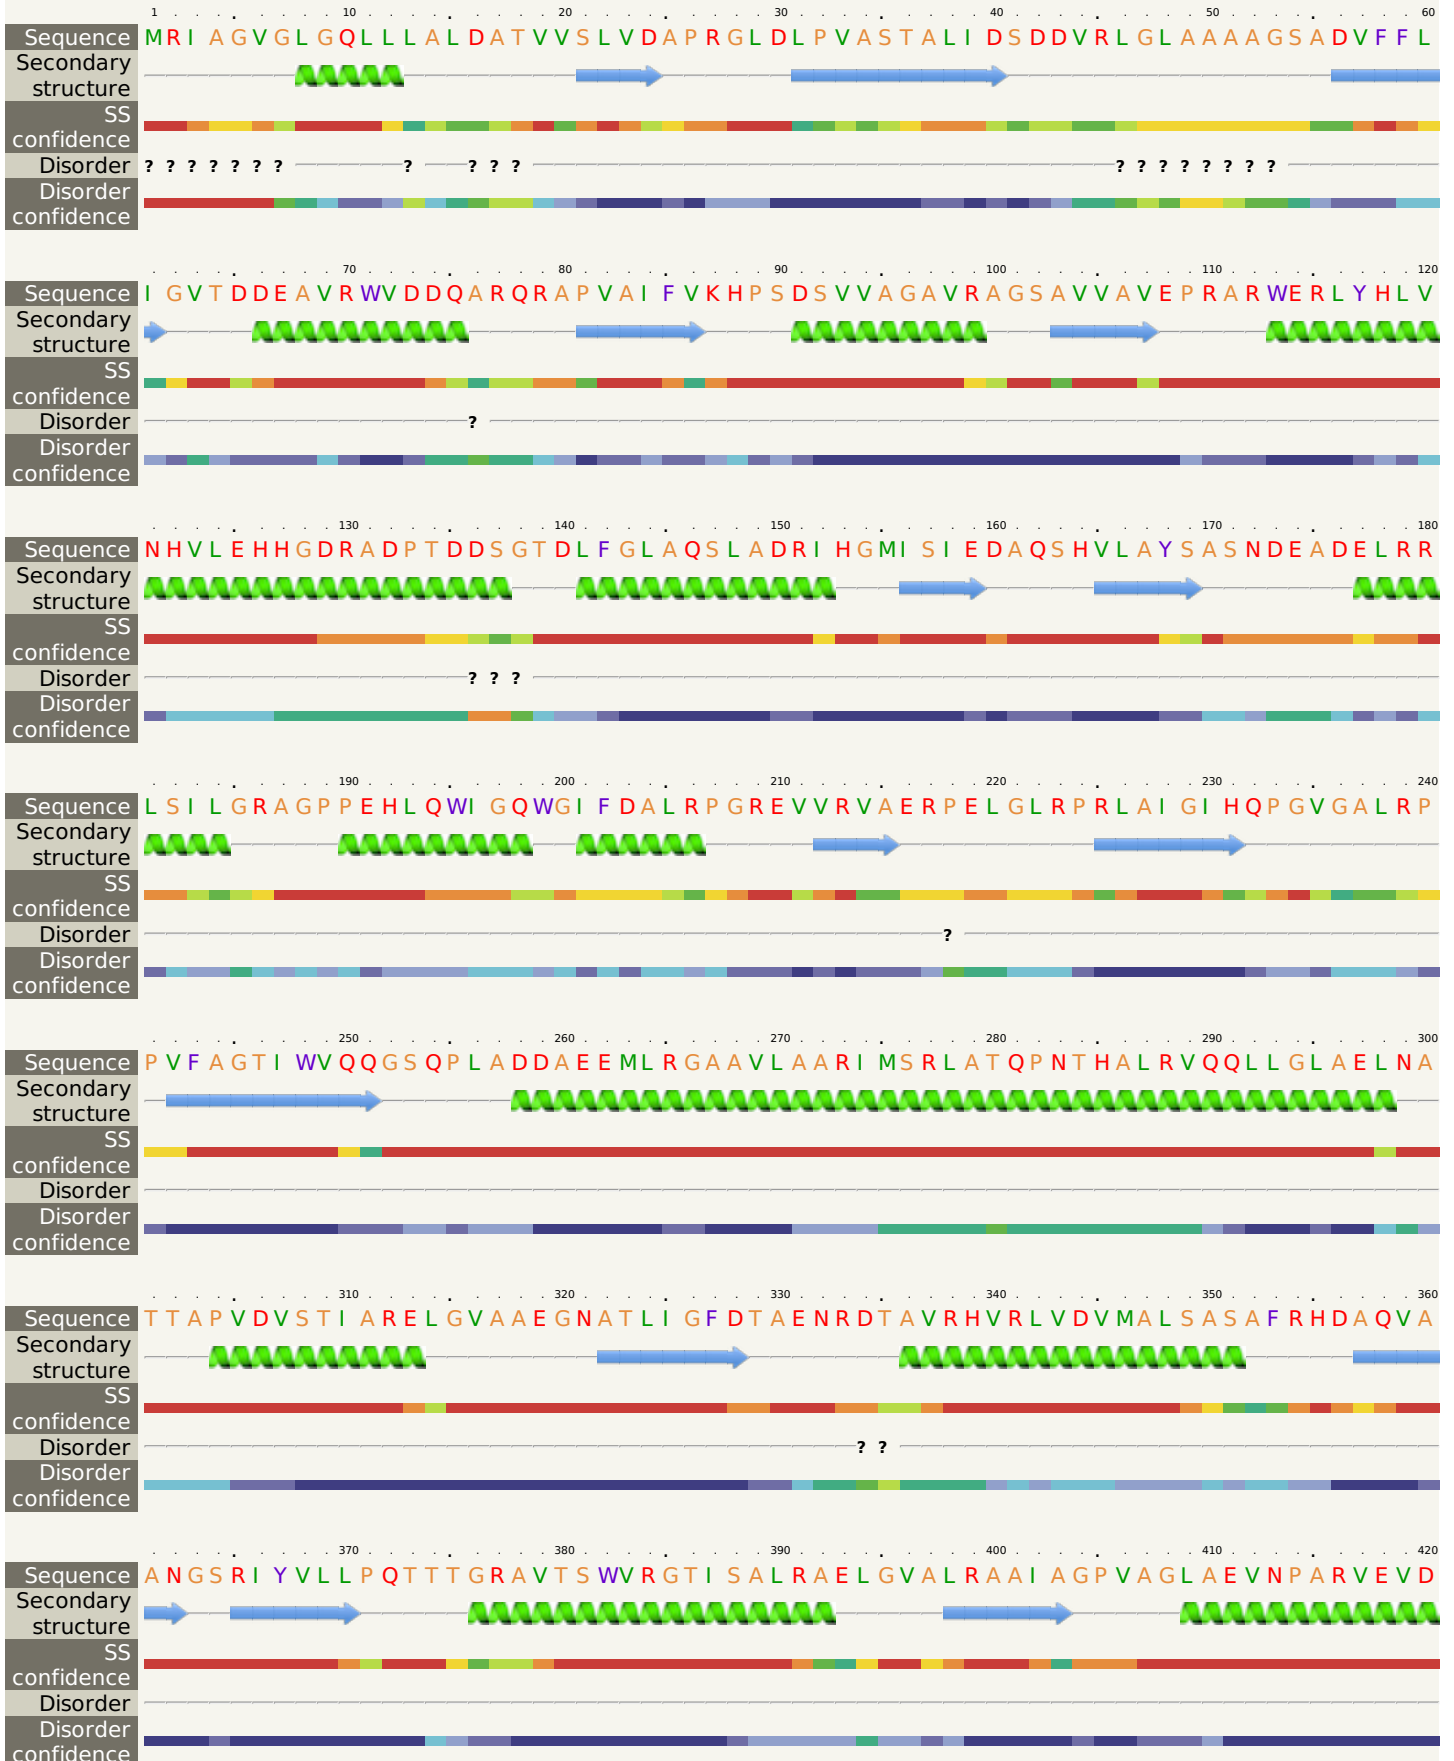 1 10 20 30 40 50 60
Sequence MRIAGVGLGQLLLALDATVVSLVDAPRGLDLPVASTALIDSDDVRLGLAAAAGSADVFFL
Secondary
structure
SS
confidence
Disorder ? ? ? ? ? ? ? ? ? ? ? ? ? ? ? ? ? ? ?
Disorder
confidence
70 80 90 100 110 120
Sequence IGVTDDEAVRWVDDQARQRAPVAIFVKHPSDSVVAGAVRAGSAVVAVEPRARWERLYHLV
Secondary
structure
SS
confidence
Disorder ?
Disorder
confidence
130 140 150 160 170 180
Sequence NHVLEHHGDRADPTDDSGTDLFGLAQSLADRIHGMISIEDAQSHVLAYSASNDEADELRR
Secondary
structure
SS
confidence
Disorder ? ? ?
Disorder
confidence
190 200 210 220 230 240
Sequence LSILGRAGPPEHLQWIGQWGIFDALRPGREVVRVAERPELGLRPRLAIGIHQPGVGALRP
Secondary
structure
SS
confidence
Disorder ?
Disorder
confidence
250 260 270 280 290 300
Sequence PVFAGTIWVQQGSQPLADDAEEMLRGAAVLAARIMSRLATQPNTHALRVQQLLGLAELNA
Secondary
structure
SS
confidence
Disorder
Disorder
confidence
310 320 330 340 350 360
Sequence TTAPVDVSTIARELGVAAEGNATLIGFDTAENRDTAVRHVRLVDVMALSASAFRHDAQVA
Secondary
structure
SS
confidence
Disorder ? ?
Disorder
confidence
370 380 390 400 410 420
Sequence ANGSRIYVLLPQTTTGRAVTSWVRGTISALRAELGVALRAAIAGPVAGLAEVNPARVEVD
Secondary
structure
SS
confidence
Disorder
Disorder
confidence